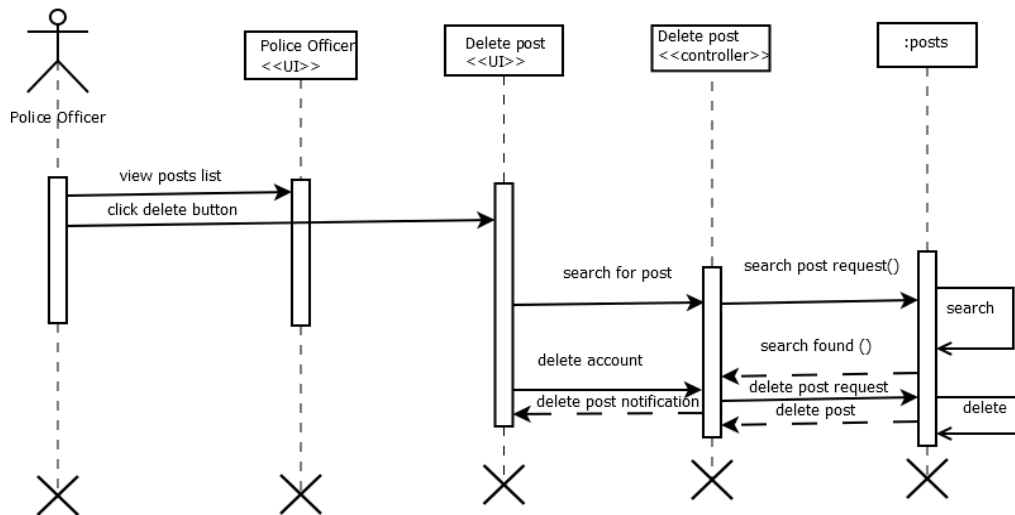 Police Officer
Police Officer
<<UI>>
Delete post
<<UI>>
Delete post
<<controller>>
:posts
view posts list
click delete button
search for post
search post request()
search
search found ()
delete account
delete post request
delete post notification
delete post
delete